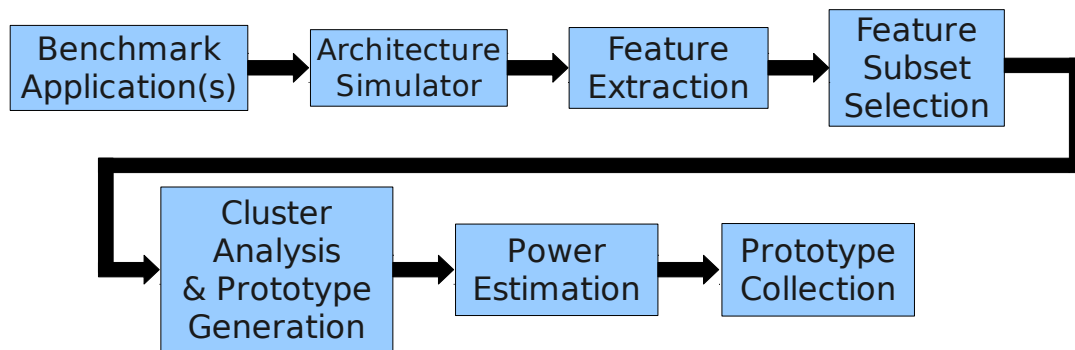 Benchmark
Application(s)
Architecture
Simulator
Feature
Extraction
Feature
Subset
Selection
Cluster
Analysis
& Prototype
Generation
Power
Estimation
Prototype
Collection